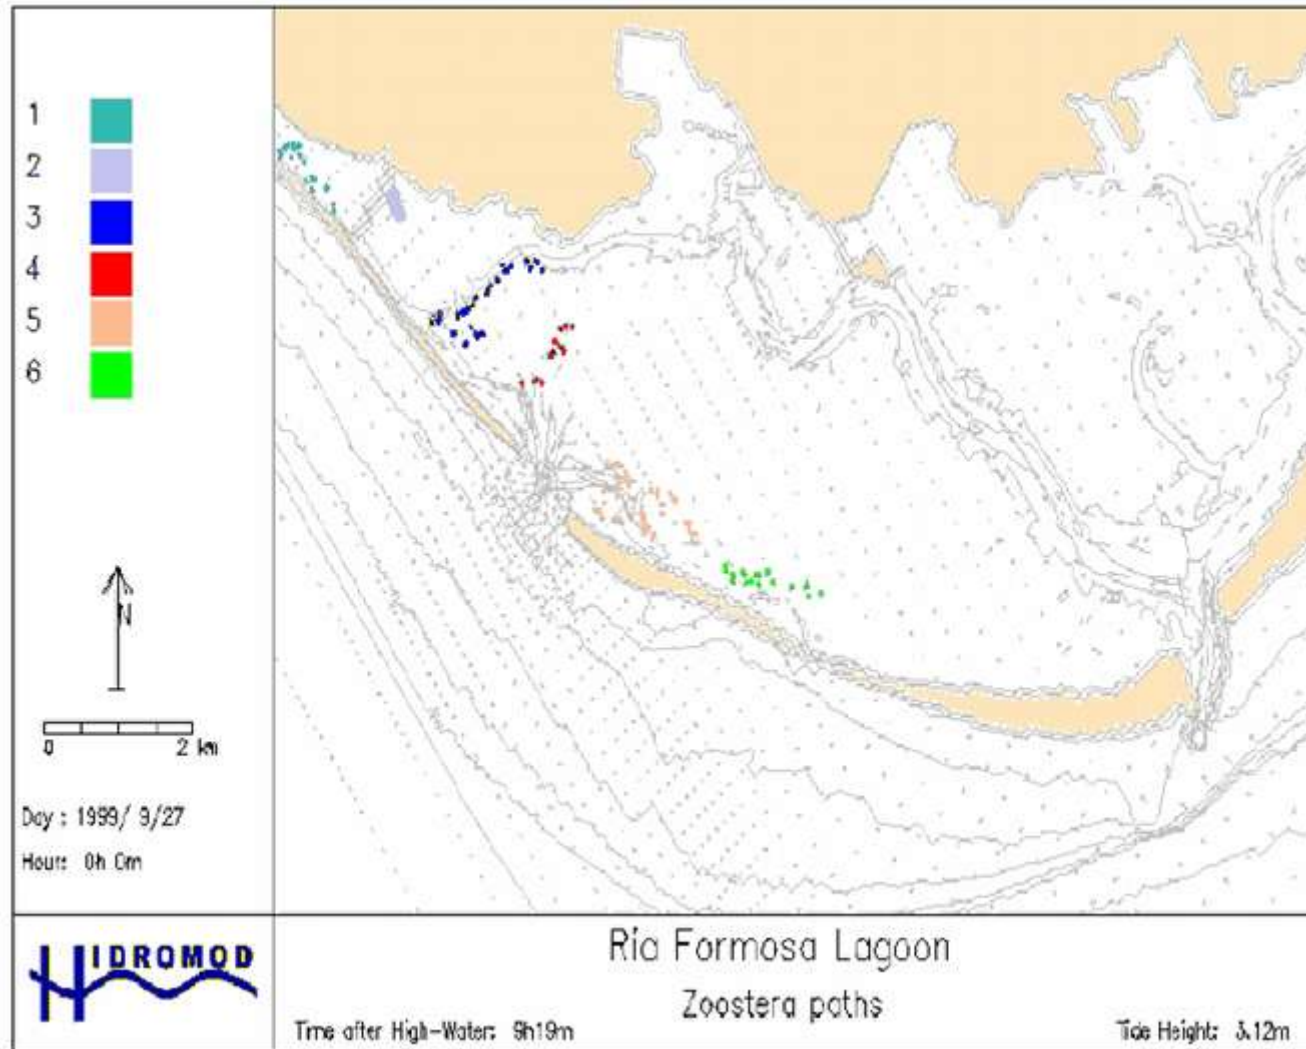 1
2
3
4
5
6
N
0 2 km
Day : 1999/ 9/27
Hour: 0h 0m
HIDROMOD
Ria Formosa Lagoon
Zoostera paths
Time after High-Water: 9h19m
Tide Height: 3.12m